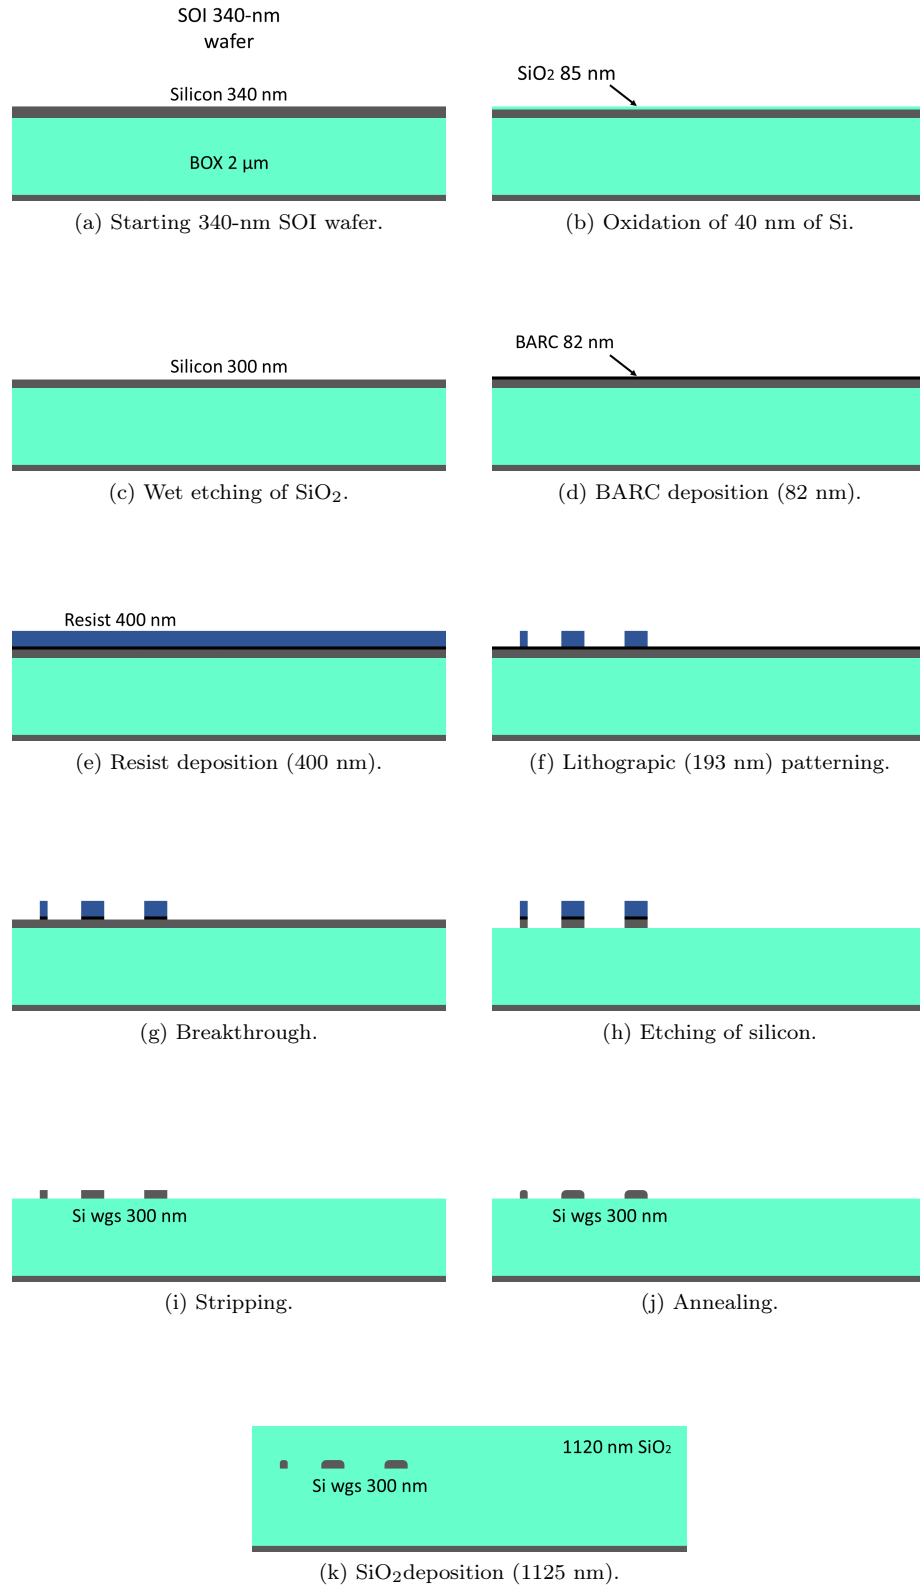 SOI 340-nm
wafer
Silicon 340 nm
BOX 2 µm
(a) Starting 340-nm SOI wafer.
SiO2 85 nm
(b) Oxidation of 40 nm of Si.
Silicon 300 nm
(c) Wet etching of SiO2.
BARC 82 nm
(d) BARC deposition (82 nm).
Resist 400 nm
(e) Resist deposition (400 nm).
(f) Lithograpic (193 nm) patterning.
(g) Breakthrough.
(h) Etching of silicon.
Si wgs 300 nm
(i) Stripping.
Si wgs 300 nm
(j) Annealing.
1120 nm SiO2
Si wgs 300 nm
(k) SiO2deposition (1125 nm).